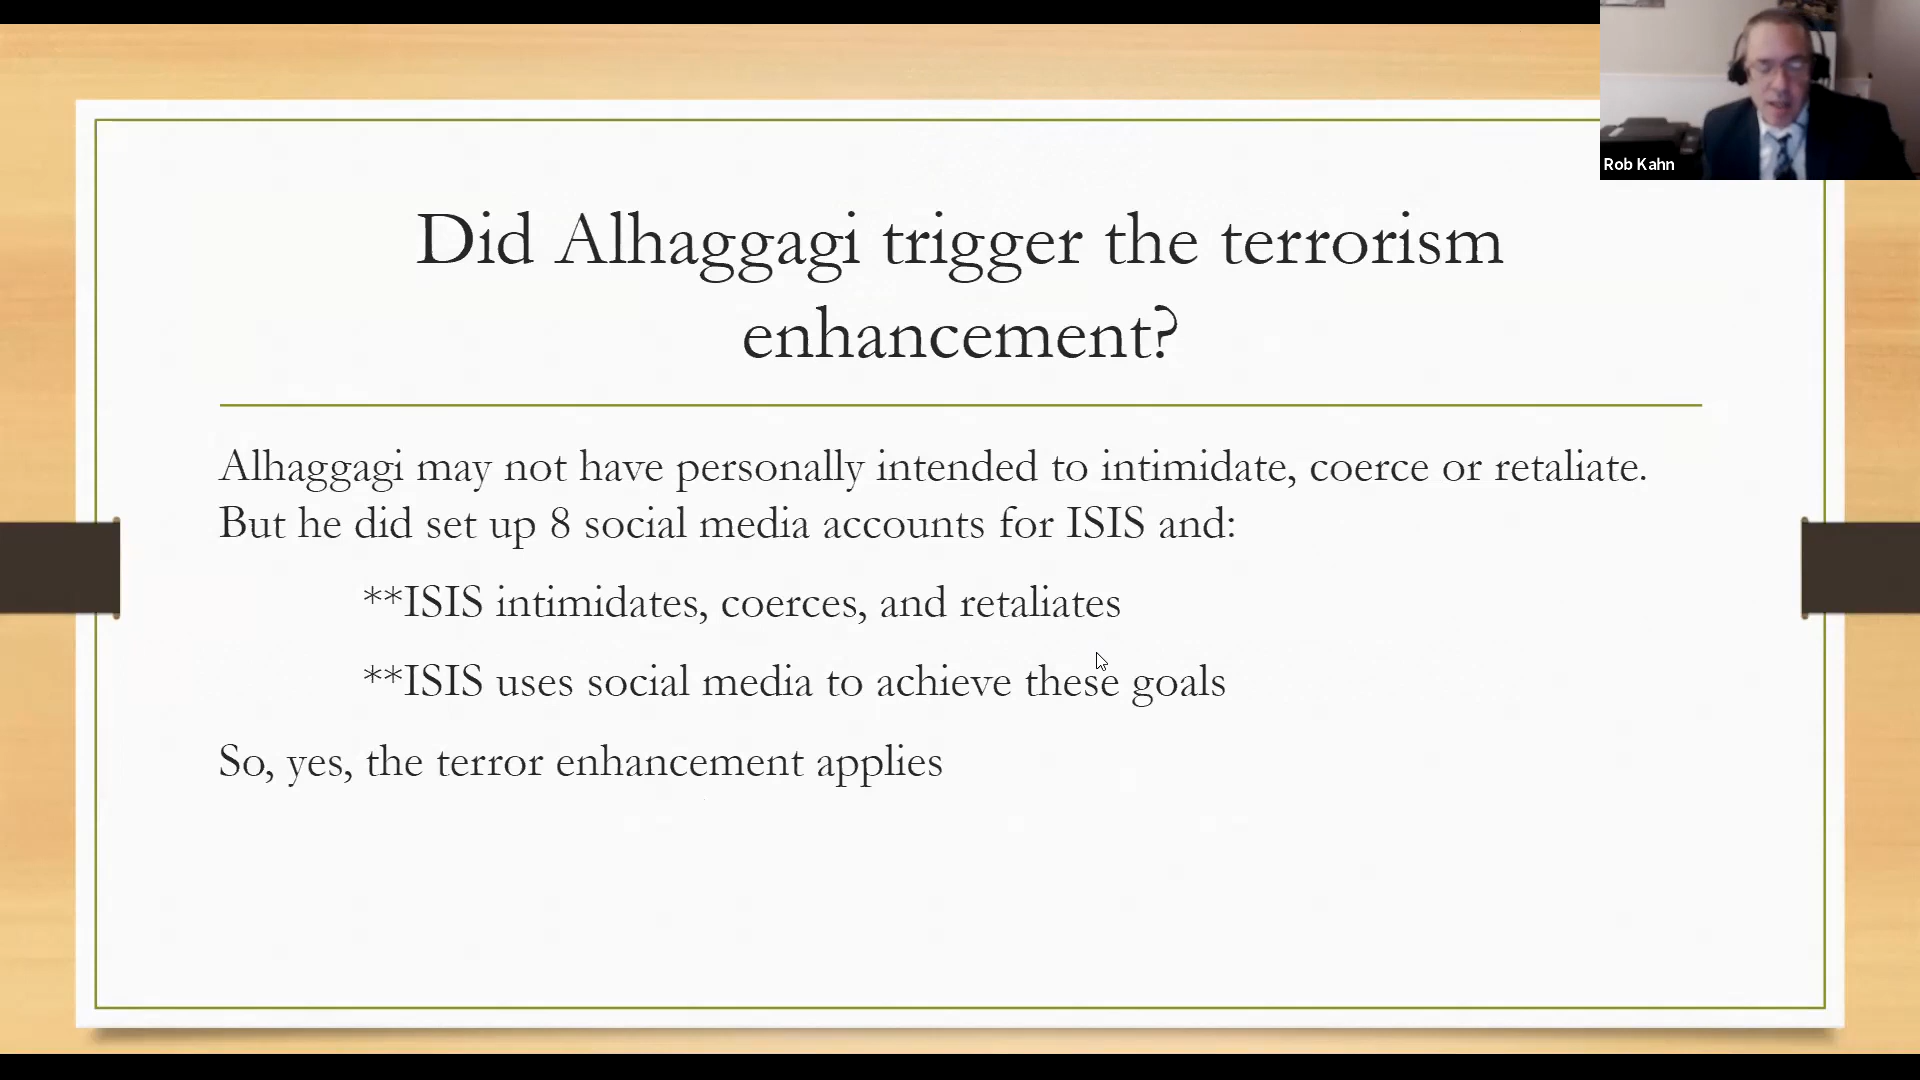 Rob Kahn
Did Alhaggagi trigger the terrorism
enhancement?
Alhaggagi may not have personally intended to intimidate, coerce or retaliate.
But he did set up 8 social media accounts for ISIS and:
**ISIS intimidates, coerces, and retaliates
**ISIS uses social media to achieve these goals
So, yes, the terror enhancement applies